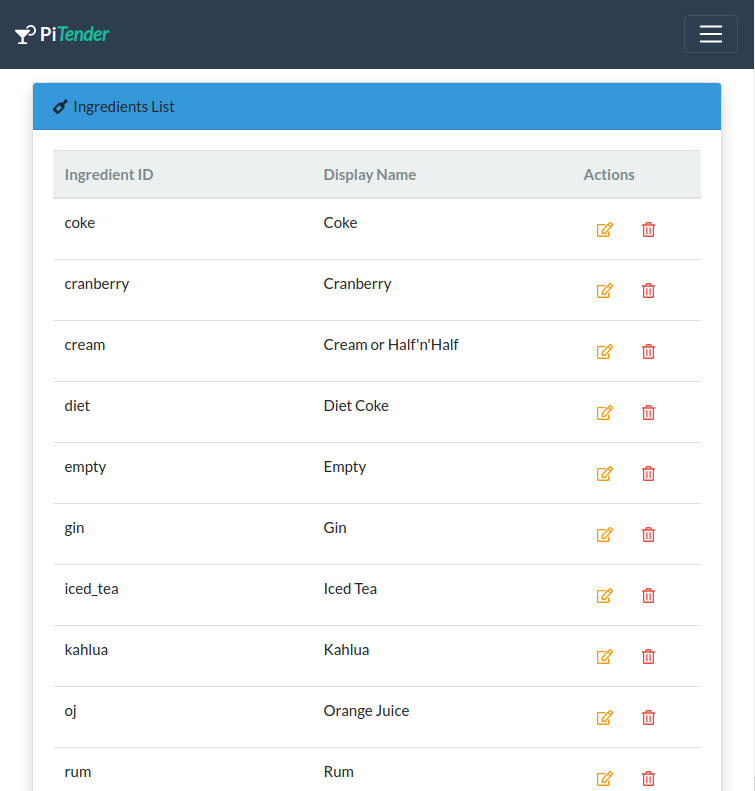 PiTender
Ingredients List
Ingredient ID Display Name Actions
coke Coke
cranberry Cranberry
cream Cream or Half'n'Half
diet Diet Coke
empty Empty
gin Gin
iced_tea Iced Tea
kahlua Kahlua
oj Orange Juice
rum Rum